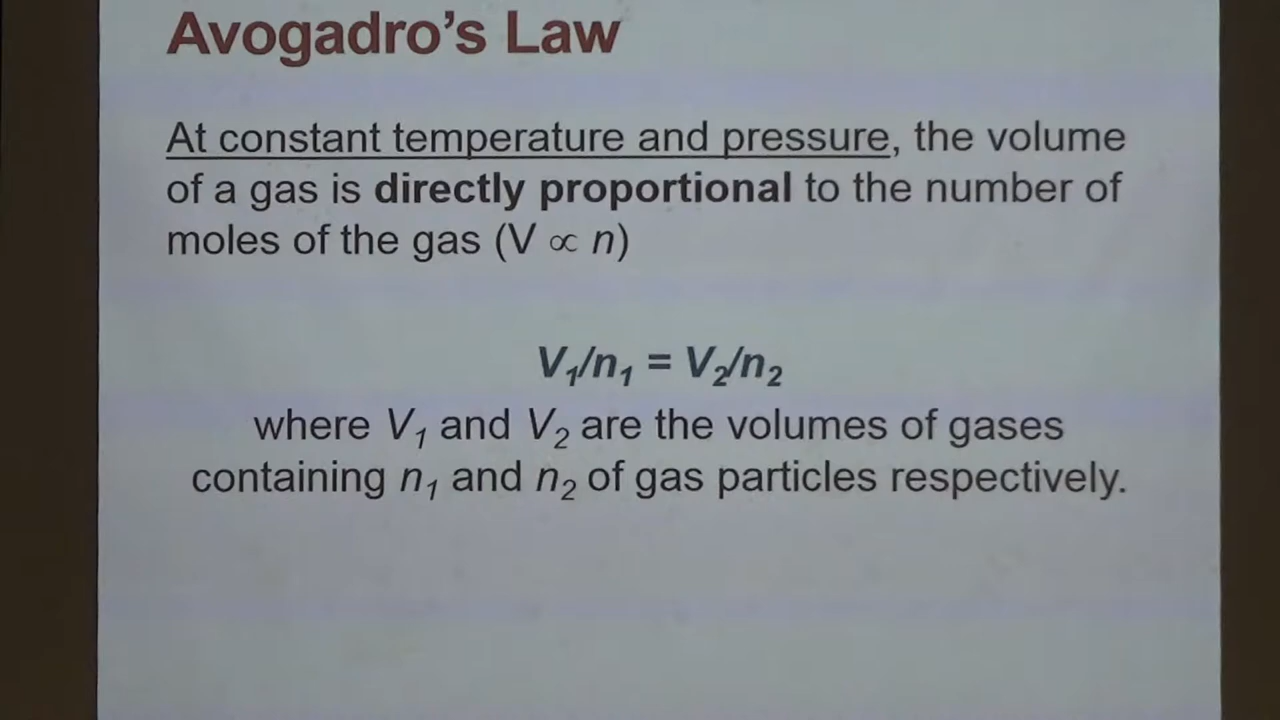 Avogadro's Law
At constant temperature and pressure, the volume
of a gas is directly proportional to the number of
moles of the gas (V ∝ n)
V₁/n₁ = V₂/n₂
where V₁ and V₂ are the volumes of gases
containing n₁ and n₂ of gas particles respectively.